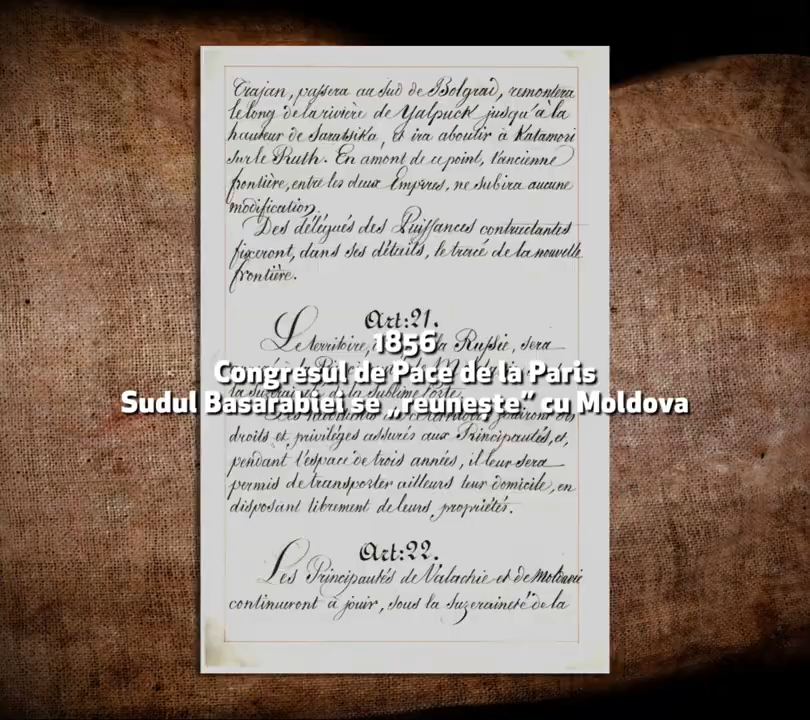 Trajan, passera au Sud de Bolgrad, remontera
le long de la rivière de Yalpuck jusqu'à la
hauteur de Saratsika, et ira aboutir à Katamori
sur le Pruth. En amont de ce point, l'ancienne
frontière, entre les deux Empires, ne subira aucune
modification.
Des délégués des Puissances contractantes
fixeront, dans ses détails, le tracé de la nouvelle
frontière.
Art: 21.
Le territoire, la Russie, sera
1856
Congresul de Pace de la Paris
la Sublime Porte.
Sudul Basarabiei se „reunește” cu Moldova
droits et privilèges assurés aux Principautés, et,
pendant l'espace de trois années, il leur sera
permis de transporter ailleurs leur domicile, en
disposant librement de leurs propriétés.
Art: 22.
Les Principautés de Valachie et de Moldavie
continueront à jouir, sous la Suzeraineté de la